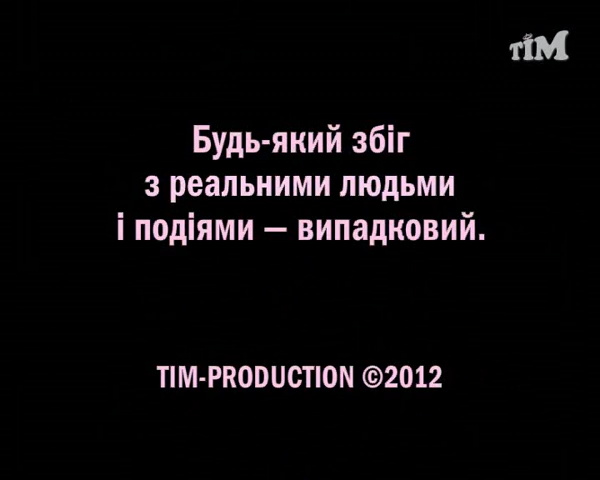 ТІМ
Будь-який збіг
з реальними людьми
і подіями — випадковий.
TIM-PRODUCTION ©2012